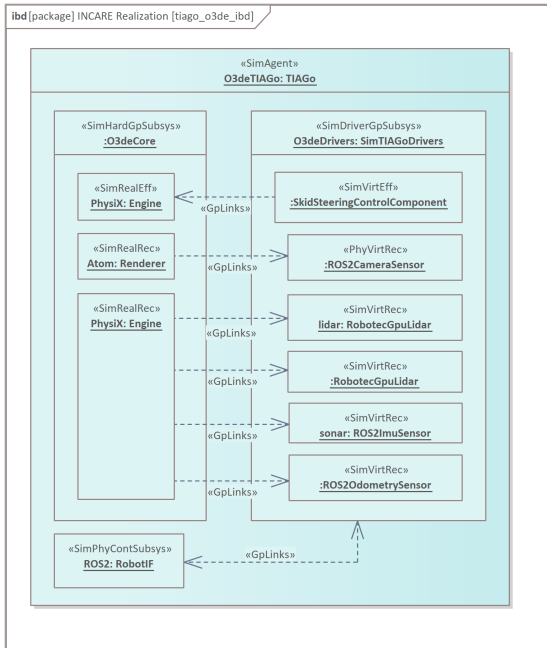 ibd [package] INCARE Realization [tiago_o3de_ibd]
«SimAgent»
O3deTIAGo: TIAGo
«SimHardGpSubsys»
:O3deCore
«SimDriverGpSubsys»
O3deDrivers: SimTIAGoDrivers
«SimRealEff»
PhysiX: Engine
«SimVirtEff»
:SkidSteeringControlComponent
«GpLinks»
«SimRealRec»
Atom: Renderer
«PhyVirtRec»
:ROS2CameraSensor
«GpLinks»
«SimRealRec»
PhysiX: Engine
«SimVirtRec»
lidar: RobotecGpuLidar
«GpLinks»
«SimVirtRec»
:RobotecGpuLidar
«GpLinks»
«SimVirtRec»
sonar: ROS2ImuSensor
«GpLinks»
«SimVirtRec»
:ROS2OdometrySensor
«GpLinks»
«SimPhyContSubsys»
ROS2: RobotIF
«GpLinks»